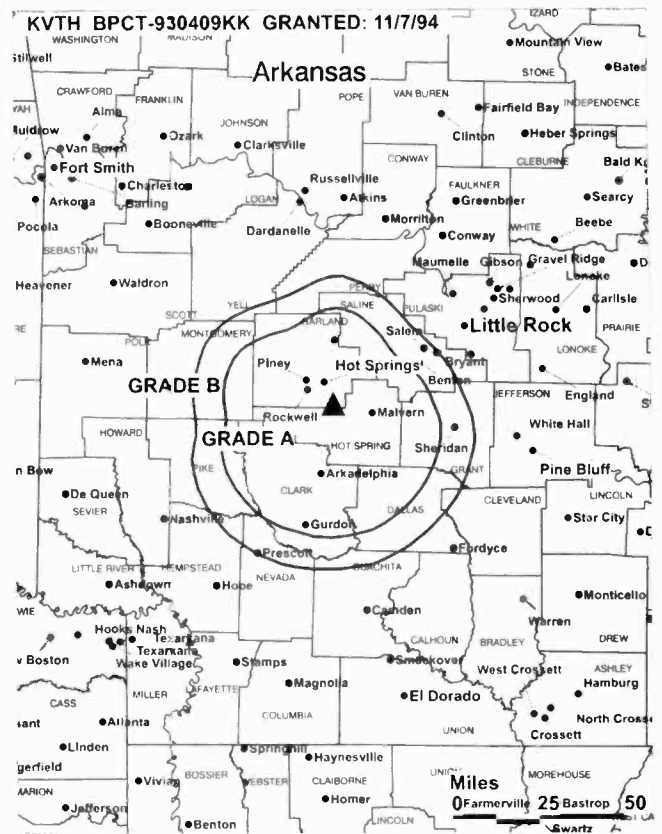 KVTH BPCT-930409KK GRANTED: 11/7/94
WASHINGTON
MADISON
IZARD
Stilwell
Mountain View
Arkansas
STONE
Bates
CRAWFORD
FRANKLIN
POPE
VAN BUREN
INDEPENDENCE
Alma
JOHNSON
Fairfield Bay
Muldrow
Ozark
Clinton
Heber Springs
Van Buren
Clarksville
CONWAY
CLEBURNE
Fort Smith
Bald K
Russellville
Charleston
FAULKNER
Arkoma
Barling
LOGAN
Atkins
Greenbrier
Searcy
Pocola
Booneville
Dardanelle
Morrilton
WHITE
Beebe
SEBASTIAN
Conway
Maumelle
Gibson
Gravel Ridge
Heavener
Waldron
PERRY
Lonoke
YELL
SALINE
PULASKI
Sherwood
Carlisle
SCOTT
GARLAND
MONTGOMERY
Salem
Little Rock
PRAIRIE
POLK
Mena
Piney
Hot Springs
Bryant
LONOKE
GRADE B
Benton
England
JEFFERSON
Rockwell
Malvern
White Hall
HOWARD
GRADE A
HOT SPRING
Sheridan
PIKE
GRANT
Pine Bluff
n Bow
Arkadelphia
De Queen
CLARK
CLEVELAND
LINCOLN
SEVIER
DALLAS
Nashville
Gurdon
Star City
Prescott
Fordyce
LITTLE RIVER
HEMPSTEAD
OUACHITA
Ashdown
Hope
NEVADA
Monticello
WIE
Camden
Warren
Hooks
Nash
Texarkana
CALHOUN
BRADLEY
DREW
v Boston
Texarkana
Wake Village
Stamps
Smackover
West Crossett
ASHLEY
CASS
MILLER
LAFAYETTE
Magnolia
Hamburg
El Dorado
Atlanta
COLUMBIA
North Cross
UNION
Crossett
Linden
Springhill
gerfield
BOSSIER
Haynesville
UNION
MOREHOUSE
MARION
Vivian
WEBSTER
CLAIBORNE
Miles
Jefferson
Homer
0 Farmerville 25 Bastrop 50
Benton
LINCOLN
Swartz